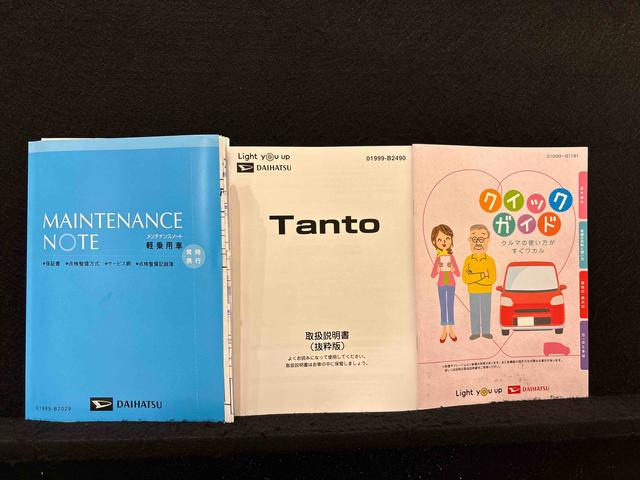 MAINTENANCE
NOTE
メンテナンスノート
軽乗用車
常時
携行
●保証書 ●点検整備方式 ●サービス網 ●点検整備記録簿
01999-B2029
DAIHATSU
Light you up
DAIHATSU
01999-B2490
Tanto
取扱説明書
(抜粋版)
よくお読みになって使用してください。
取扱説明書はお車の中に保管しましょう。
クイック
ガイド
クルマの使い方が
すぐワカル
Light you up
DAIHATSU